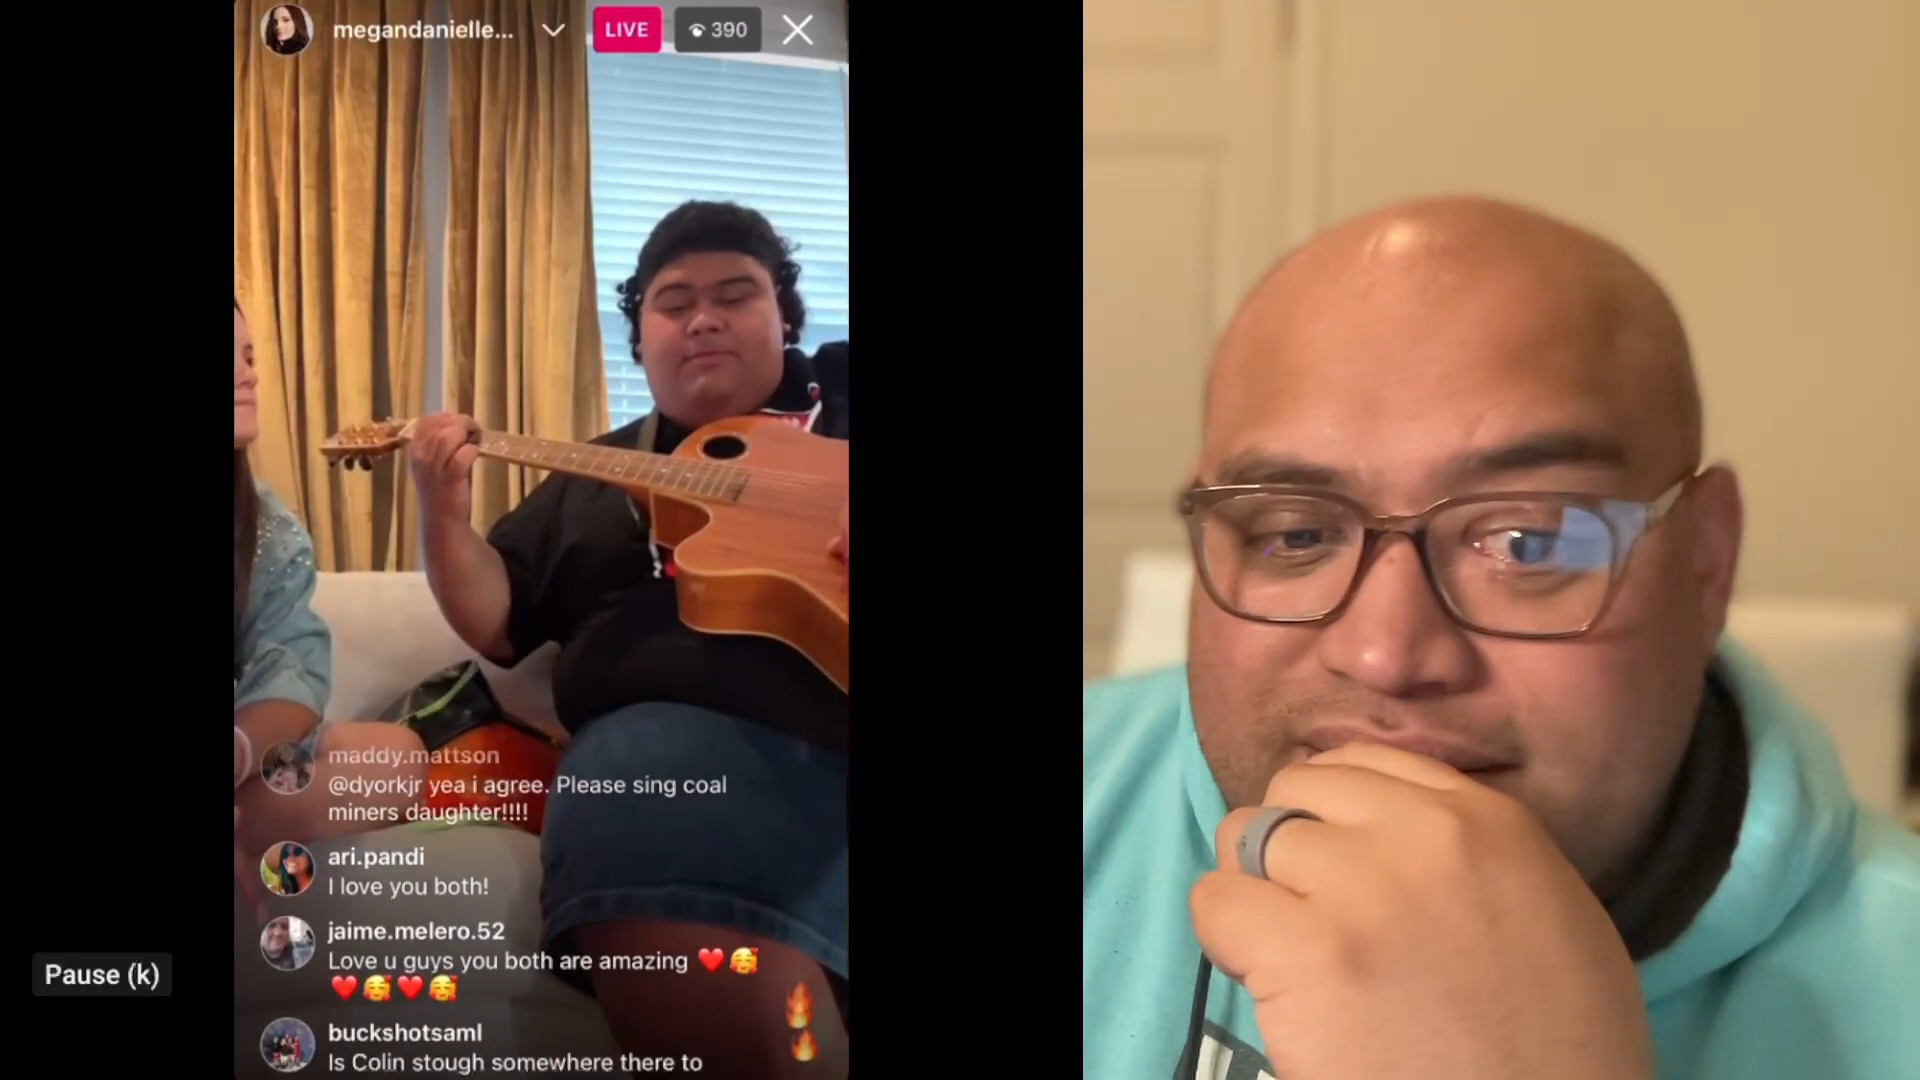 megandanielle...
LIVE
390
maddy.mattson
@dyorkjr yea i agree. Please sing coal
miners daughter!!!!
ari.pandi
I love you both!
jaime.melero.52
Love u guys you both are amazing ❤️🥰
❤️🥰❤️🥰
buckshotsaml
Is Colin stough somewhere there to
Pause (k)